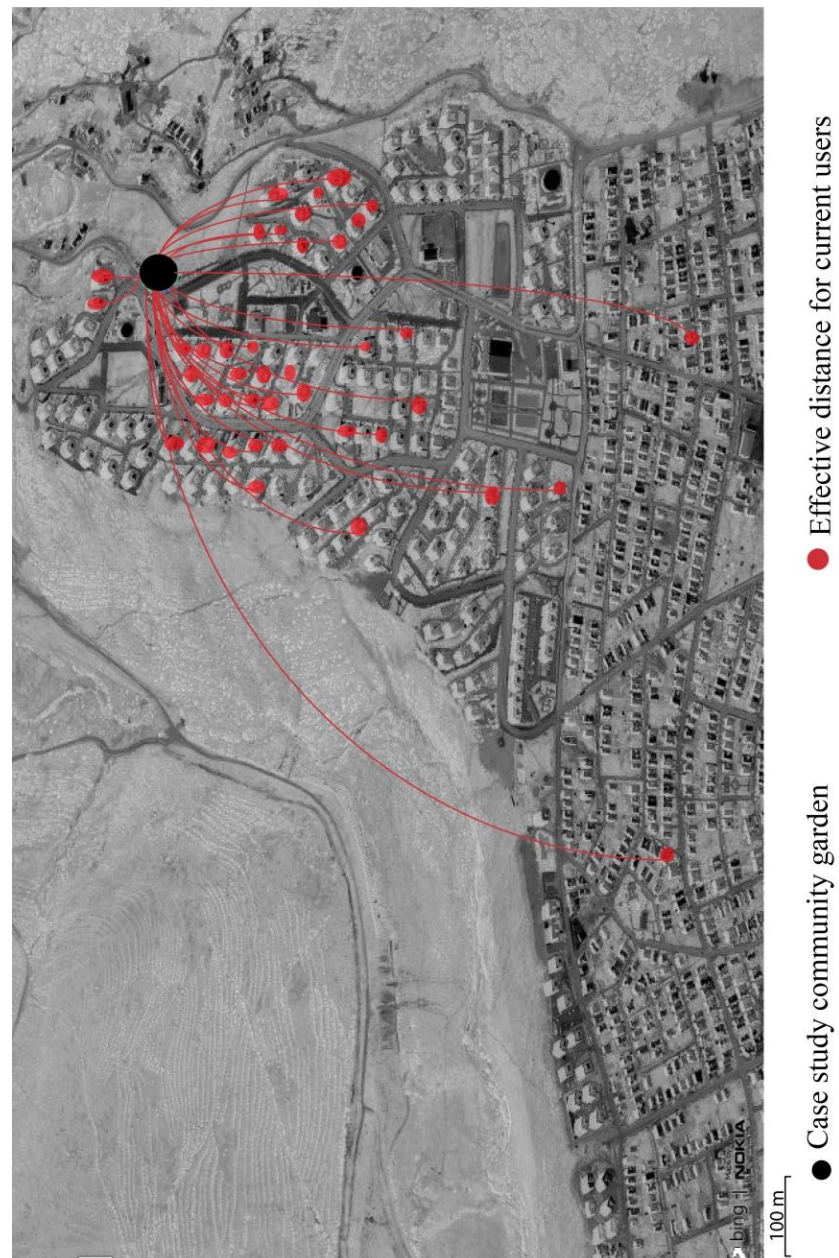 ● Case study community garden
● Effective distance for current users
100 m
bing
NOKIA